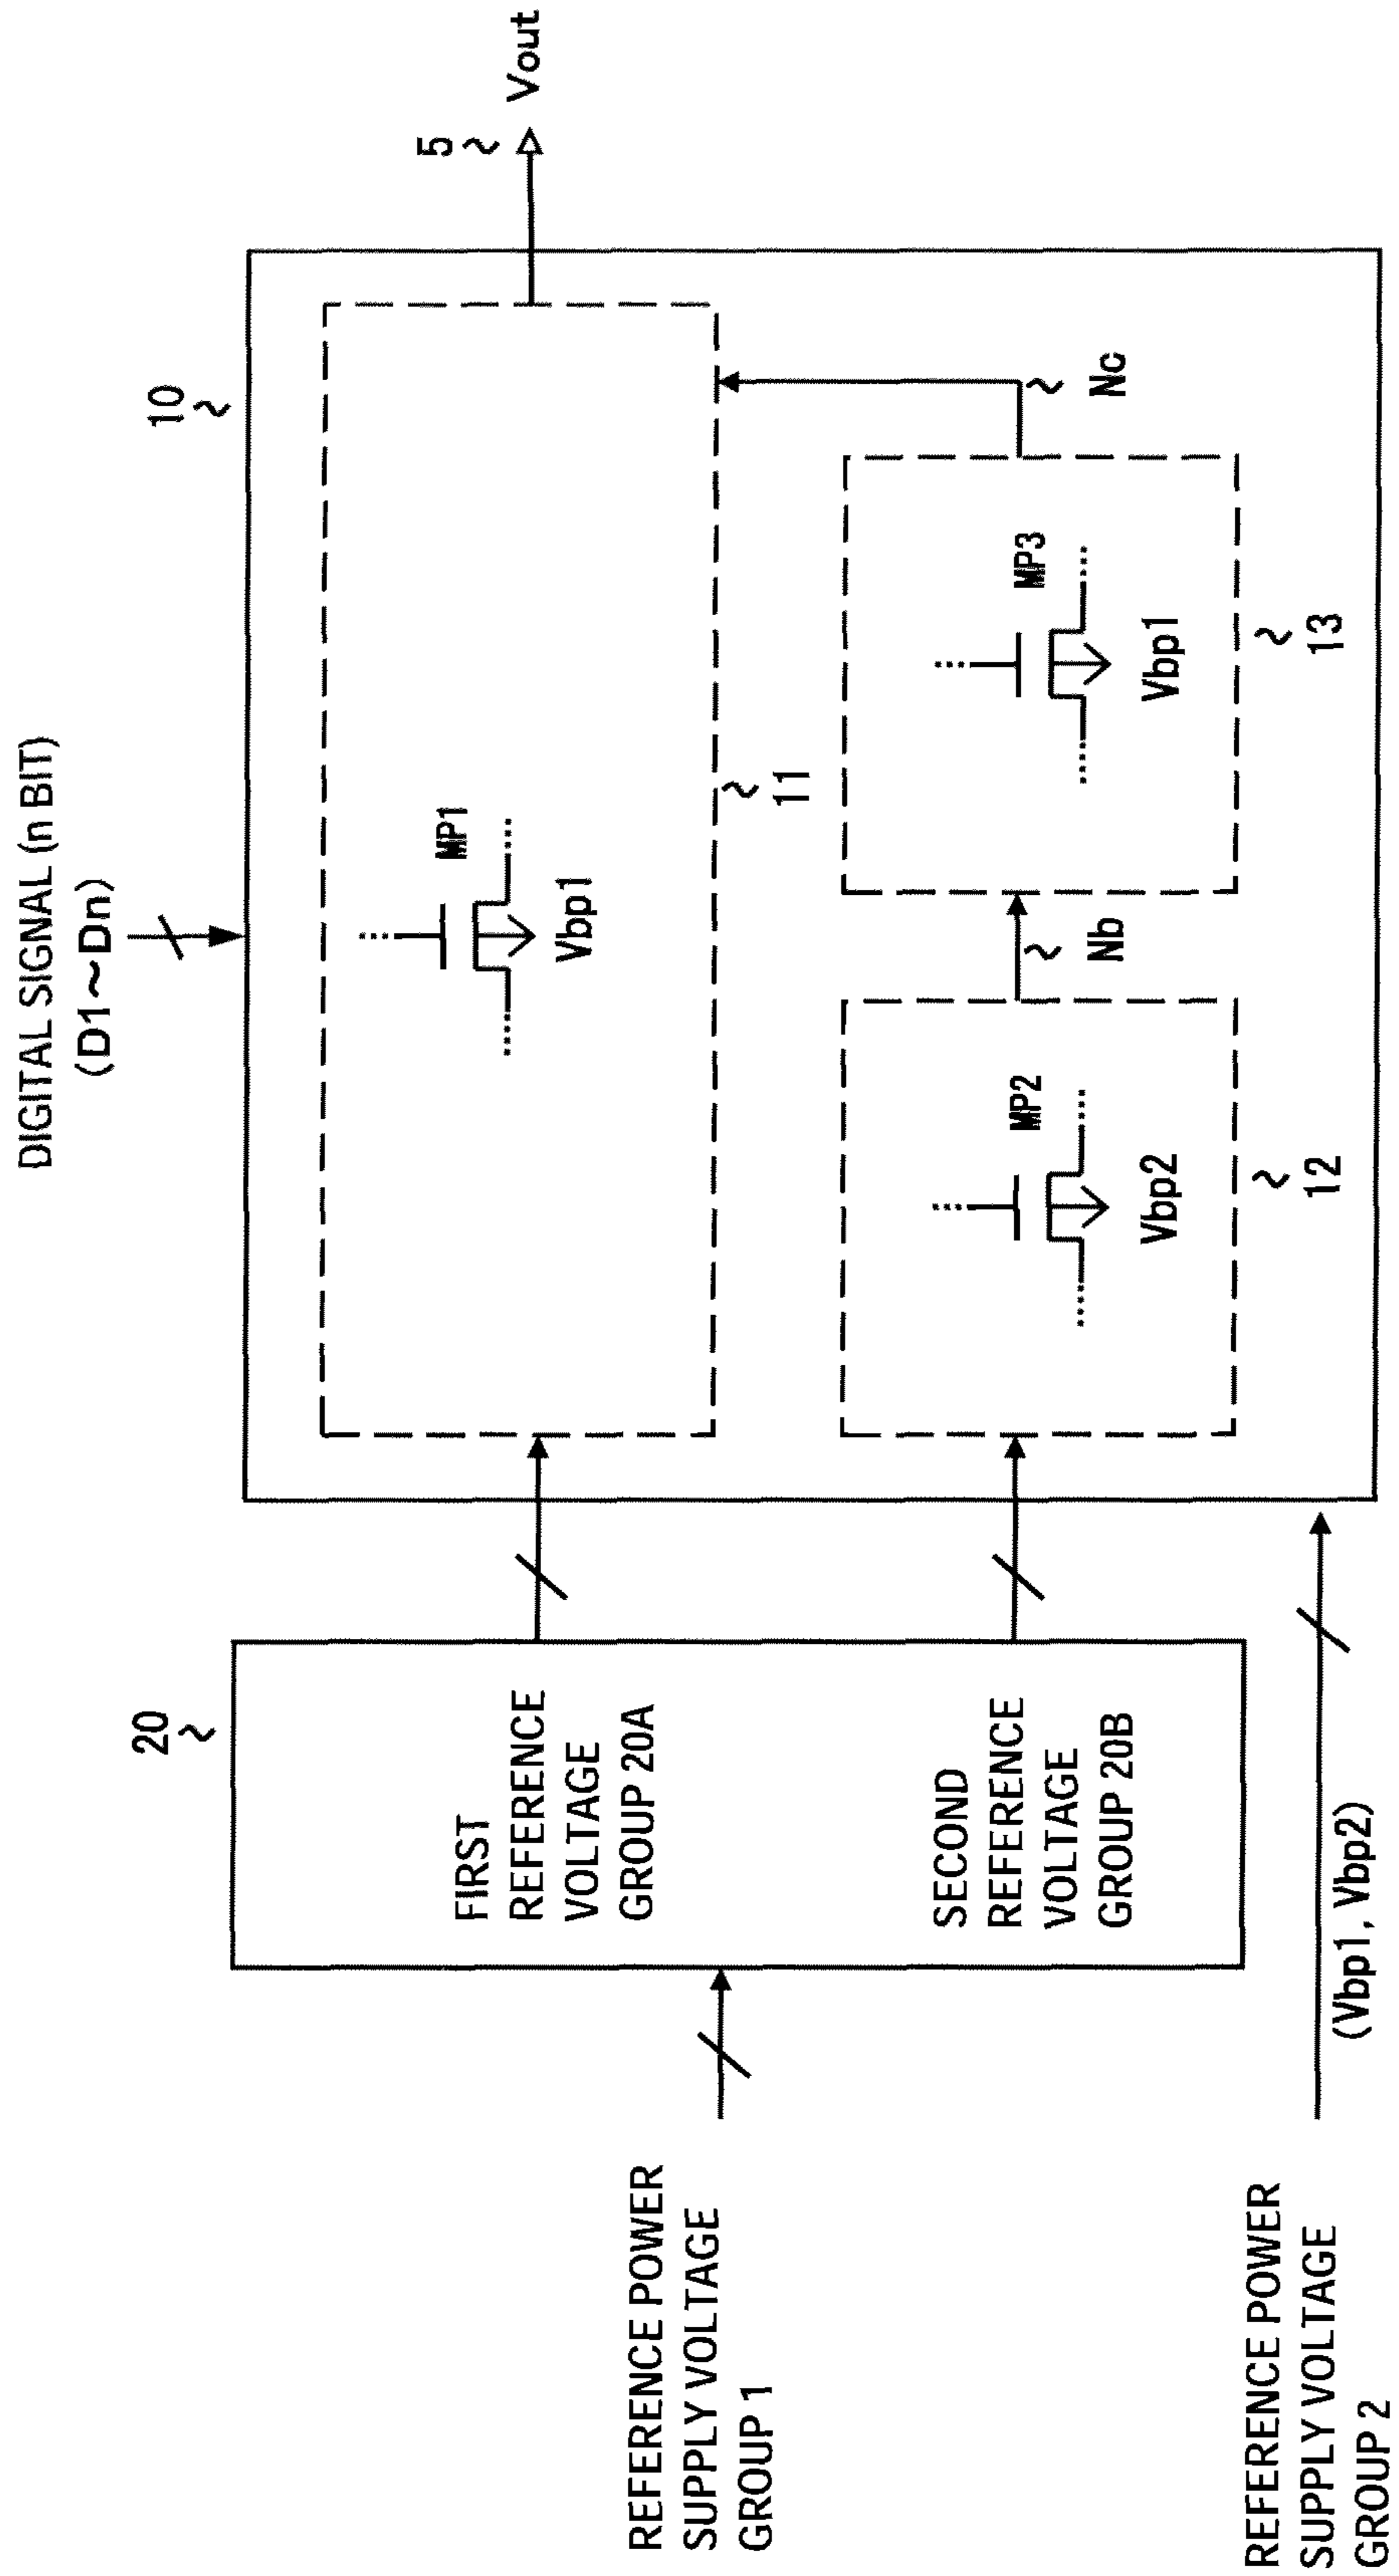 DIGITAL SIGNAL (n BIT)
(D1~Dn)
10
20
5
Vout
MP1
Vbp1
11
FIRST
REFERENCE
VOLTAGE
GROUP 20A
SECOND
REFERENCE
VOLTAGE
GROUP 20B
MP2
Vbp2
12
Nb
MP3
Vbp1
13
Nc
REFERENCE POWER
SUPPLY VOLTAGE
GROUP 1
REFERENCE POWER
SUPPLY VOLTAGE
GROUP 2
(Vbp1, Vbp2)